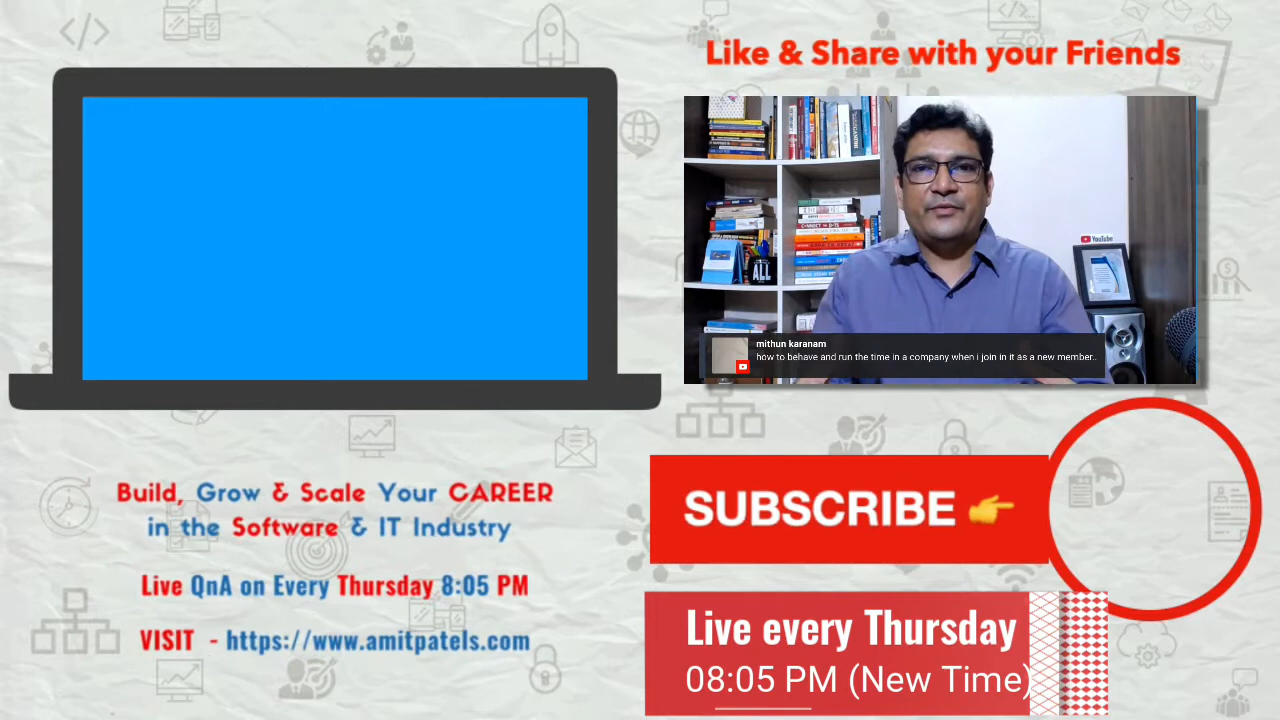 Like & Share with your Friends
ALL
YouTube
mithun karanam
how to behave and run the time in a company when i join in it as a new member..
SUBSCRIBE
Build, Grow & Scale Your CAREER
in the Software & IT Industry
Live QnA on Every Thursday 8:05 PM
VISIT - https://www.amitpatels.com
Live every Thursday
08:05 PM (New Time)